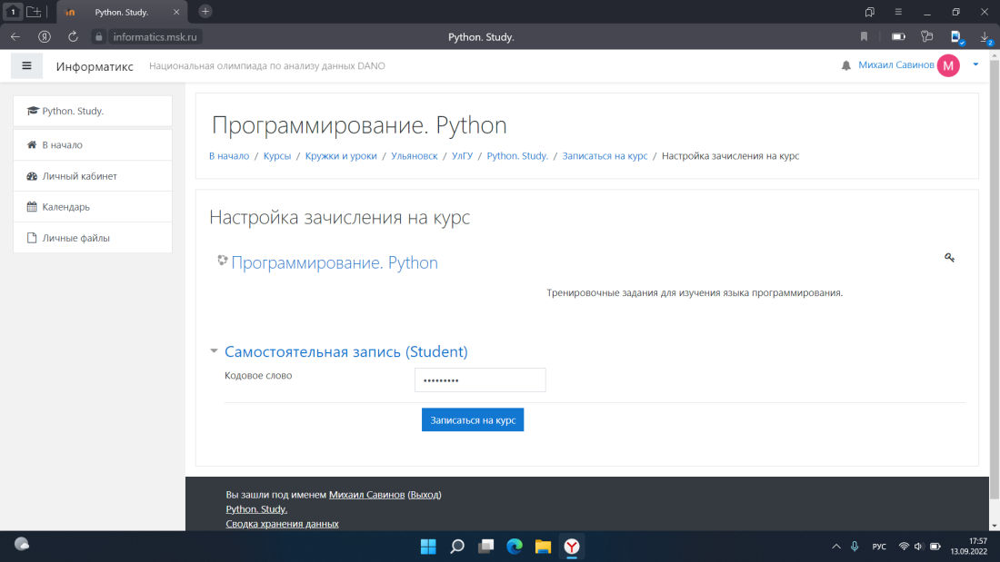 1
Python. Study.
informatics.msk.ru
Python. Study.
2
Информатикс
Национальная олимпиада по анализу данных DANO
Михаил Савинов
М
Python. Study.
В начало
Личный кабинет
Календарь
Личные файлы
Программирование. Python
В начало / Курсы / Кружки и уроки / Ульяновск / УлГУ / Python. Study. / Записаться на курс / Настройка зачисления на курс
Настройка зачисления на курс
Программирование. Python
Тренировочные задания для изучения языка программирования.
Самостоятельная запись (Student)
Кодовое слово
•••••••••
Записаться на курс
Вы зашли под именем Михаил Савинов (Выход)
Python. Study.
Сводка хранения данных
РУС
17:57
13.09.2022